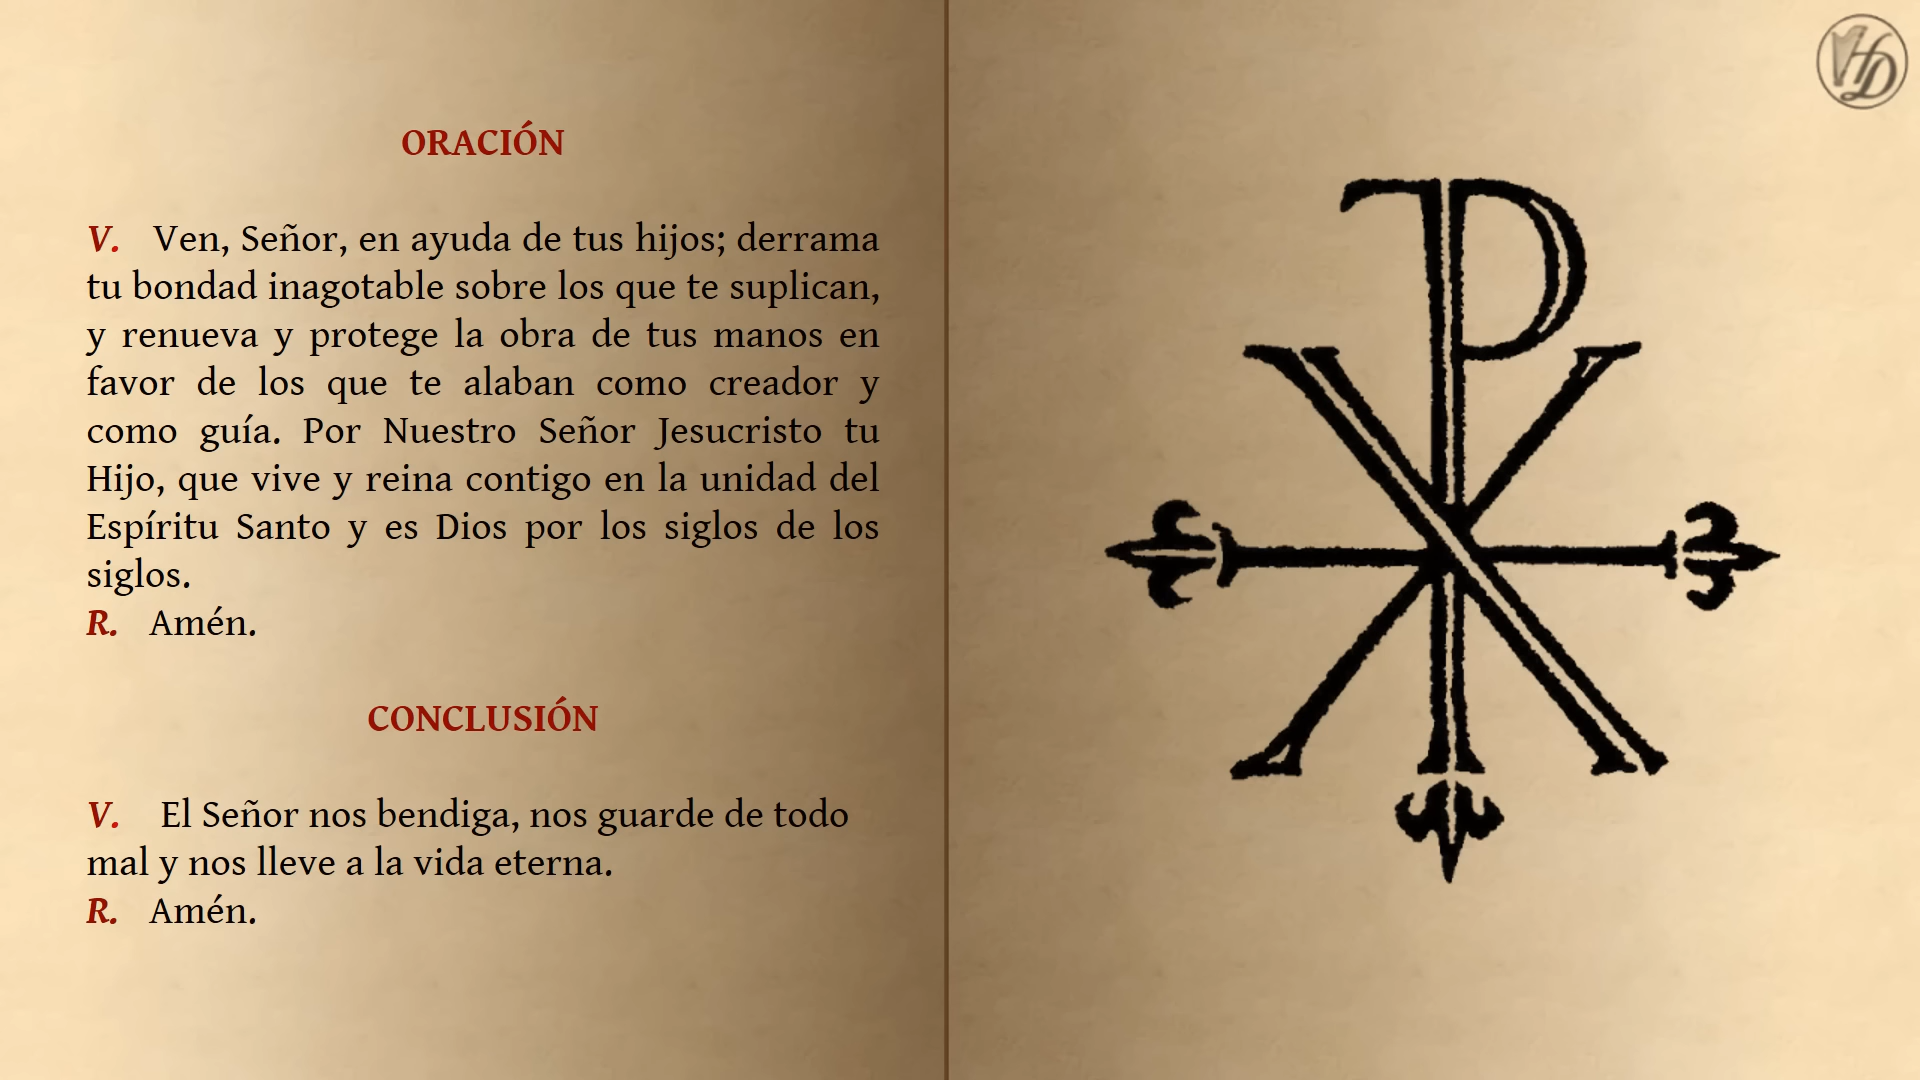 ORACIÓN
V. Ven, Señor, en ayuda de tus hijos; derrama
tu bondad inagotable sobre los que te suplican,
y renueva y protege la obra de tus manos en
favor de los que te alaban como creador y
como guía. Por Nuestro Señor Jesucristo tu
Hijo, que vive y reina contigo en la unidad del
Espíritu Santo y es Dios por los siglos de los
siglos.
R. Amén.
CONCLUSIÓN
V. El Señor nos bendiga, nos guarde de todo
mal y nos lleve a la vida eterna.
R. Amén.
HD